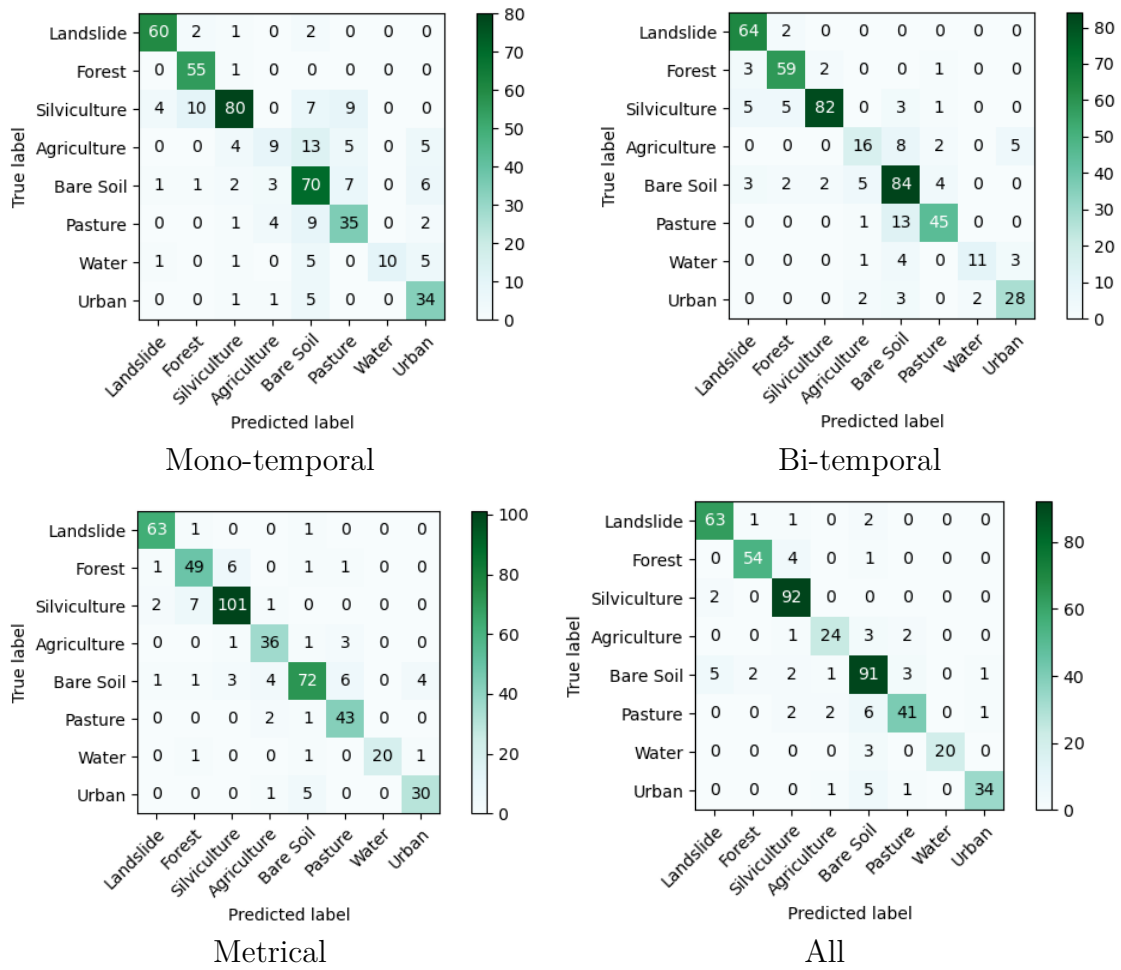 Landslide 60 2 1 0 2 0 0 0
Forest 0 55 1 0 0 0 0 0
Silviculture 4 10 80 0 7 9 0 0
Agriculture 0 0 4 9 13 5 0 5
Bare Soil 1 1 2 3 70 7 0 6
Pasture 0 0 1 4 9 35 0 2
Water 1 0 1 0 5 0 10 5
Urban 0 0 1 1 5 0 0 34
True label
Landslide Forest Silviculture Agriculture Bare Soil Pasture Water Urban
Predicted label
80
70
60
50
40
30
20
10
0
Mono-temporal
Landslide 64 2 0 0 0 0 0 0
Forest 3 59 2 0 0 1 0 0
Silviculture 5 5 82 0 3 1 0 0
Agriculture 0 0 0 16 8 2 0 5
Bare Soil 3 2 2 5 84 4 0 0
Pasture 0 0 0 1 13 45 0 0
Water 0 0 0 1 4 0 11 3
Urban 0 0 0 2 3 0 2 28
True label
Landslide Forest Silviculture Agriculture Bare Soil Pasture Water Urban
Predicted label
80
70
60
50
40
30
20
10
0
Bi-temporal
Landslide 63 1 0 0 1 0 0 0
Forest 1 49 6 0 1 1 0 0
Silviculture 2 7 101 1 0 0 0 0
Agriculture 0 0 1 36 1 3 0 0
Bare Soil 1 1 3 4 72 6 0 4
Pasture 0 0 0 2 1 43 0 0
Water 0 1 0 0 1 0 20 1
Urban 0 0 0 1 5 0 0 30
True label
Landslide Forest Silviculture Agriculture Bare Soil Pasture Water Urban
Predicted label
100
80
60
40
20
0
Metrical
Landslide 63 1 1 0 2 0 0 0
Forest 0 54 4 0 1 0 0 0
Silviculture 2 0 92 0 0 0 0 0
Agriculture 0 0 1 24 3 2 0 0
Bare Soil 5 2 2 1 91 3 0 1
Pasture 0 0 2 2 6 41 0 1
Water 0 0 0 0 3 0 20 0
Urban 0 0 0 1 5 1 0 34
True label
Landslide Forest Silviculture Agriculture Bare Soil Pasture Water Urban
Predicted label
80
60
40
20
0
All